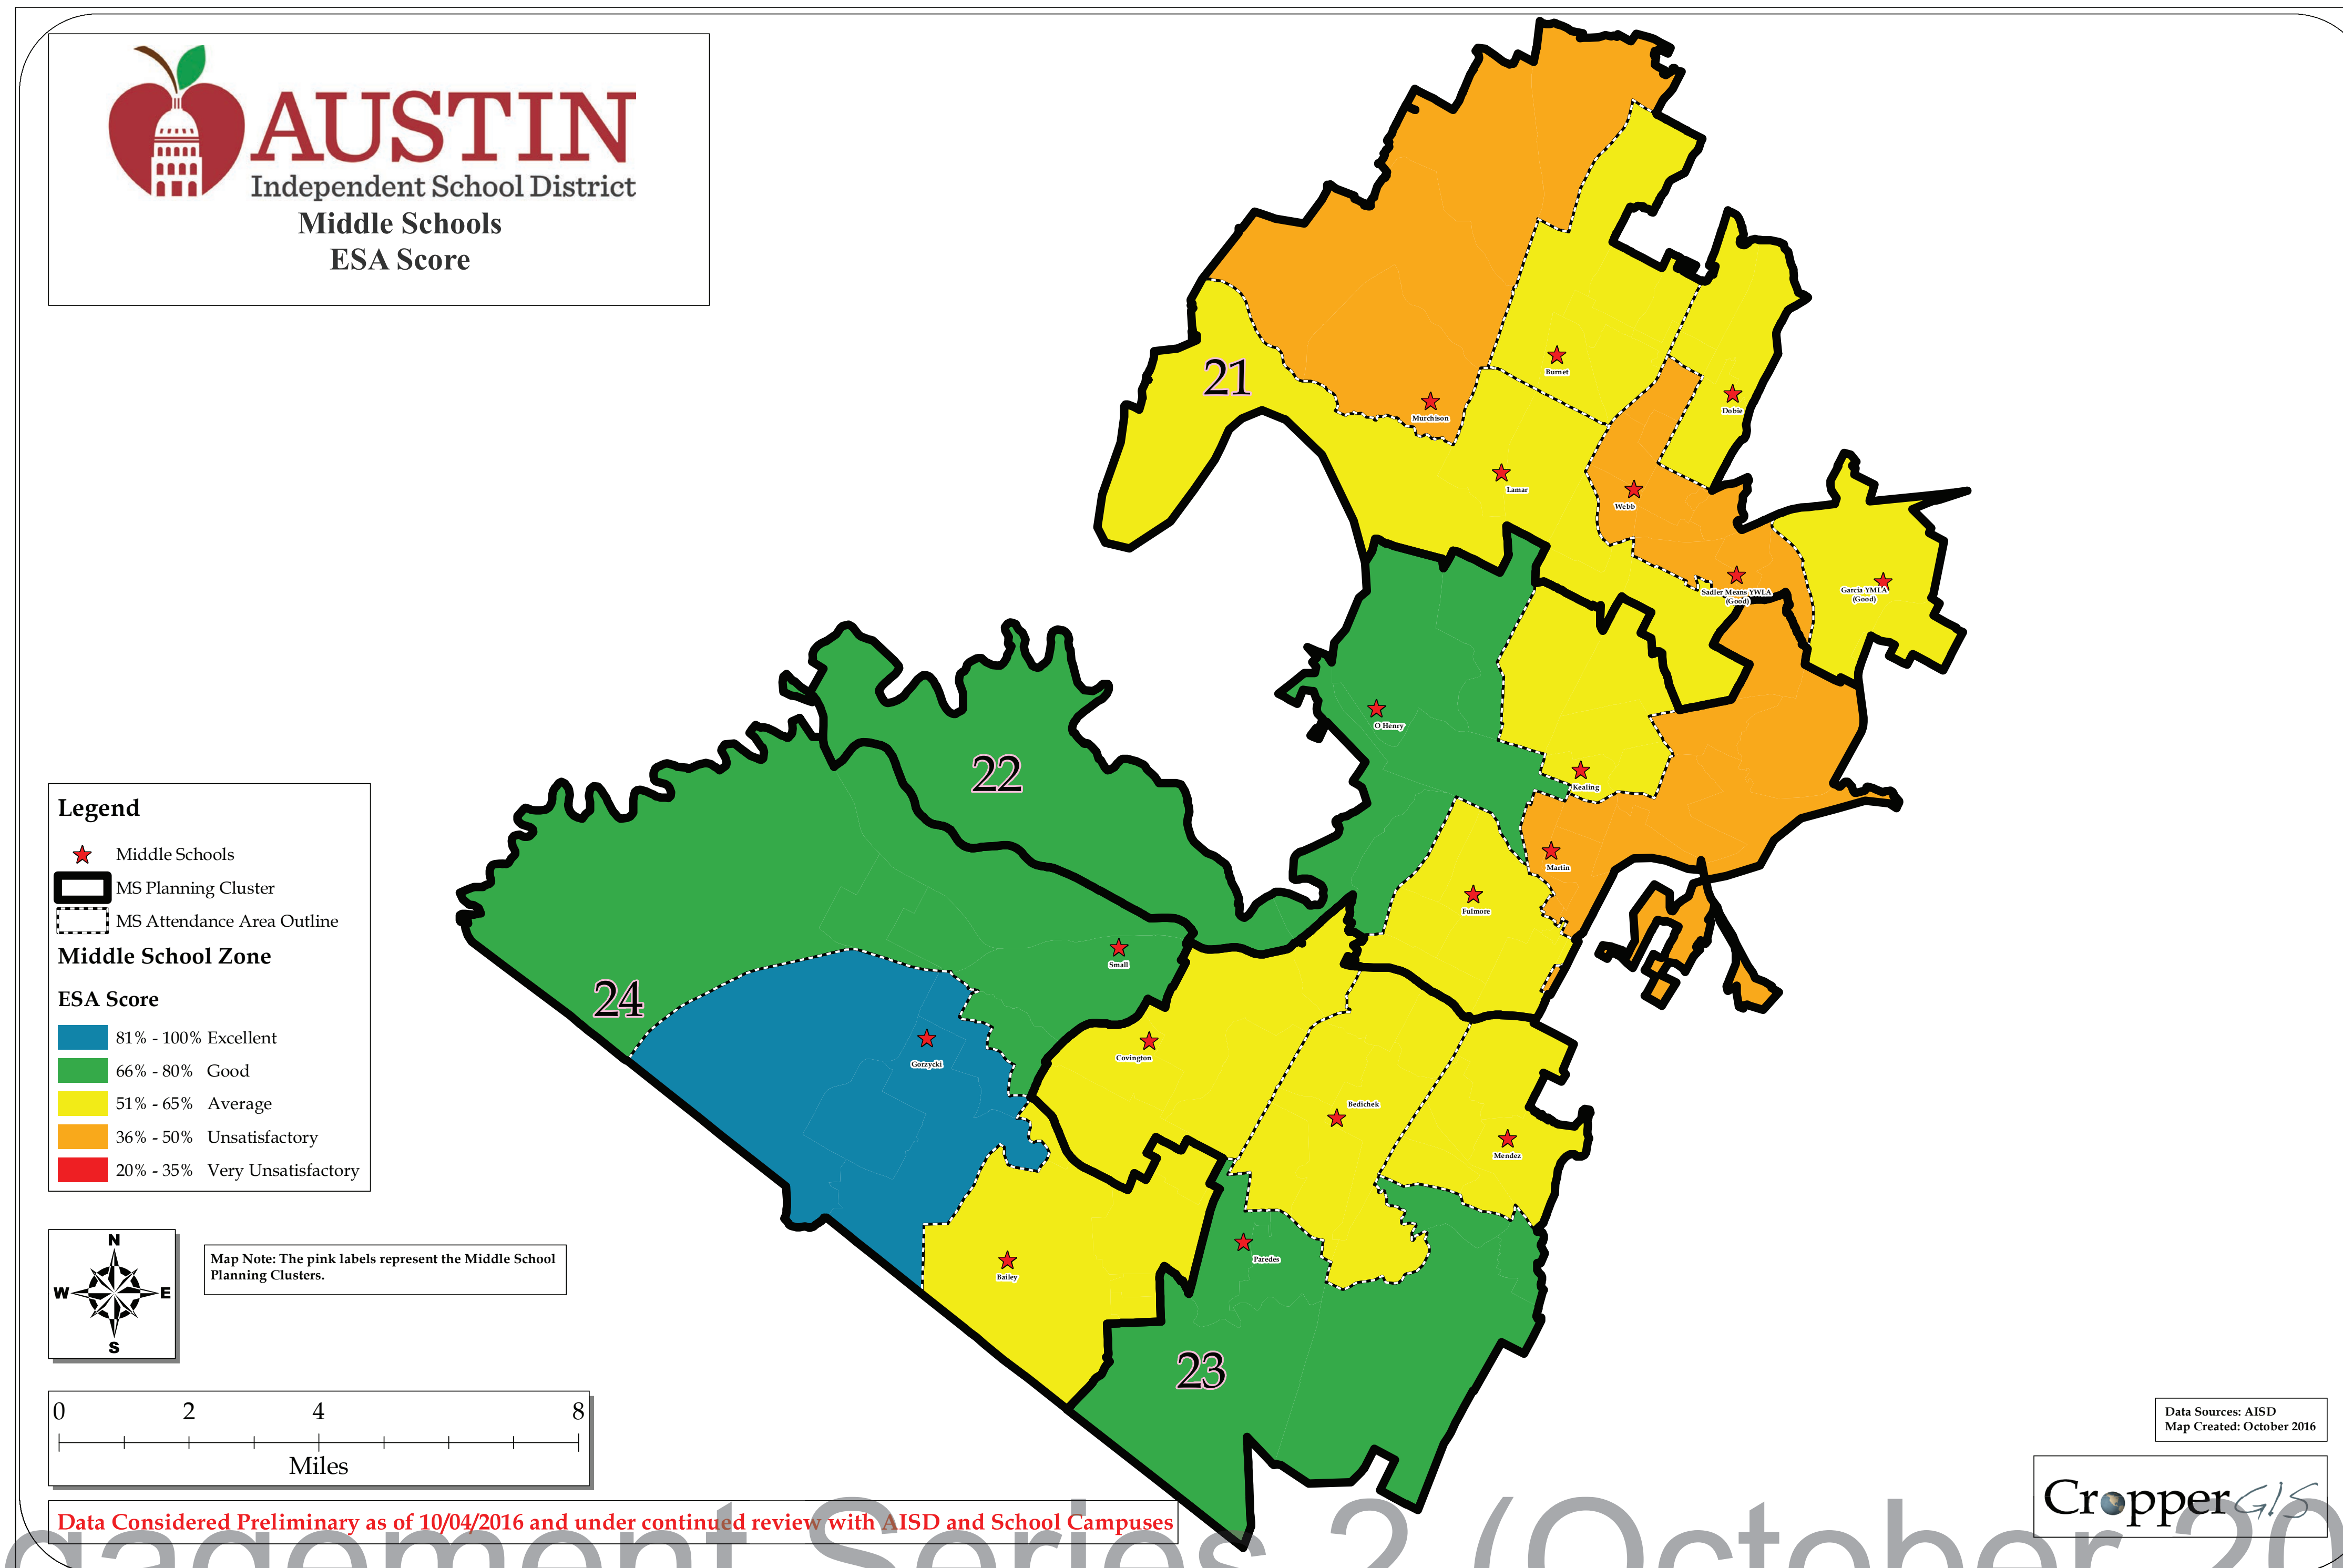 AUSTIN
Independent School District
Middle Schools
ESA Score
21
Burnet
Murchison
Dobie
Lamar
Webb
Sadler Means YWLA
(Good)
Garcia YMLA
(Good)
O Henry
22
Kealing
Martin
Fulmore
Small
24
Gorzycki
Covington
Bedichek
Mendez
Paredes
Bailey
23
Legend
Middle Schools
MS Planning Cluster
MS Attendance Area Outline
Middle School Zone
ESA Score
81% - 100% Excellent
66% - 80% Good
51% - 65% Average
36% - 50% Unsatisfactory
20% - 35% Very Unsatisfactory
N
W E
S
Map Note: The pink labels represent the Middle School
Planning Clusters.
0 2 4 8
Miles
Data Considered Preliminary as of 10/04/2016 and under continued review with AISD and School Campuses
Data Sources: AISD
Map Created: October 2016
Cropper GIS
gagement Series 2 (October 20